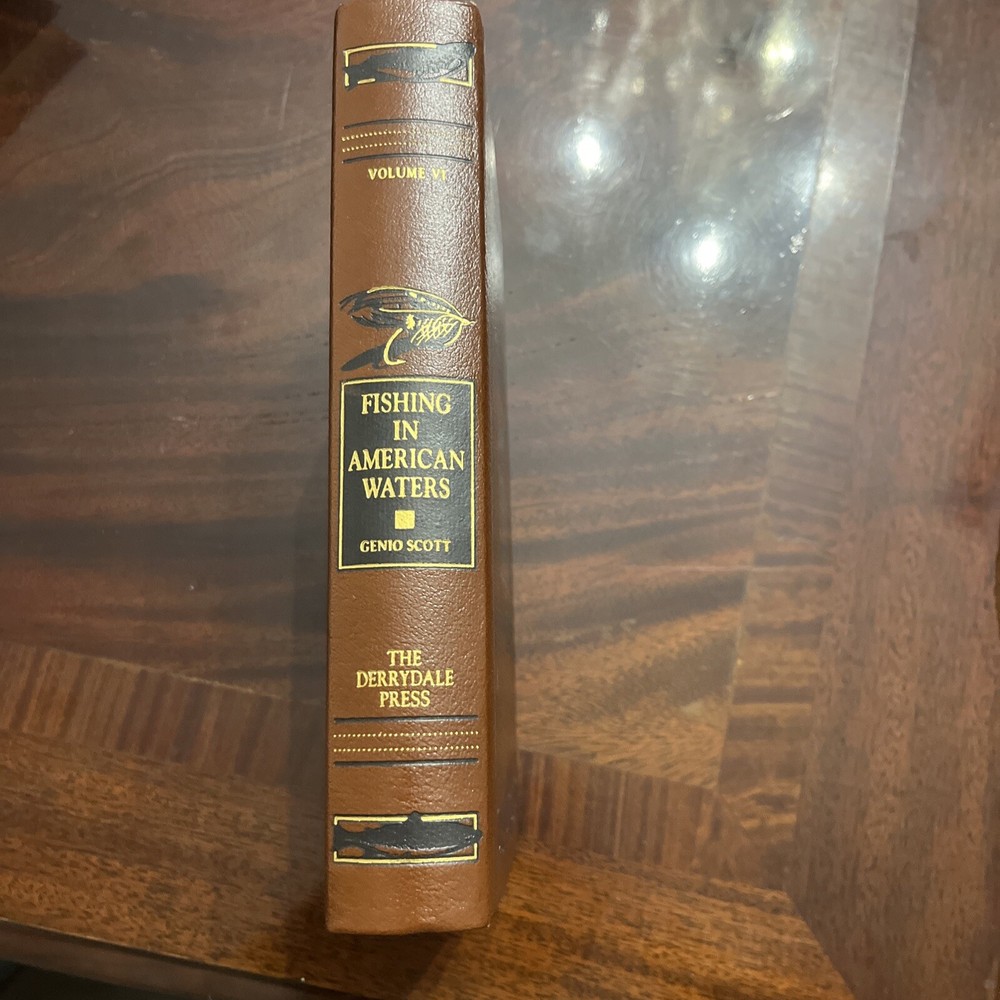 VOLUME VI
FISHING
IN
AMERICAN
WATERS
GENIO SCOTT
THE
DERRYDALE
PRESS